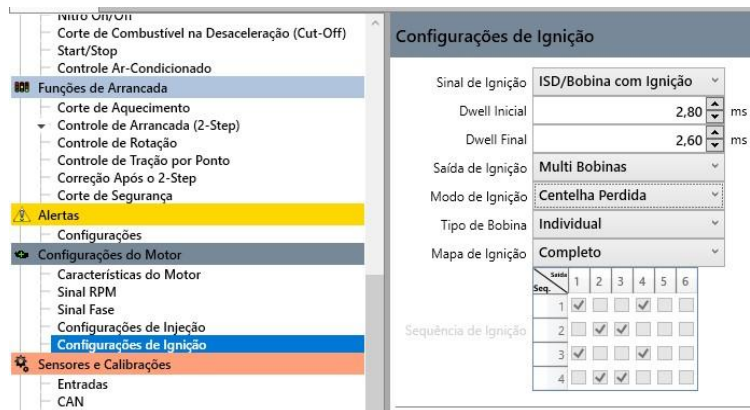 Nitro On/Off
Corte de Combustível na Desaceleração (Cut-Off)
Start/Stop
Controle Ar-Condicionado
Funções de Arrancada
Corte de Aquecimento
Controle de Arrancada (2-Step)
Controle de Rotação
Controle de Tração por Ponto
Correção Após o 2-Step
Corte de Segurança
Alertas
Configurações
Configurações do Motor
Características do Motor
Sinal RPM
Sinal Fase
Configurações de Injeção
Configurações de Ignição
Sensores e Calibrações
Entradas
CAN
Configurações de Ignição
Sinal de Ignição ISD/Bobina com Ignição
Dwell Inicial 2,80 ms
Dwell Final 2,60 ms
Saída de Ignição Multi Bobinas
Modo de Ignição Centelha Perdida
Tipo de Bobina Individual
Mapa de Ignição Completo
Saída
Seq. 1 2 3 4 5 6
1
Sequência de Ignição 2
3
4